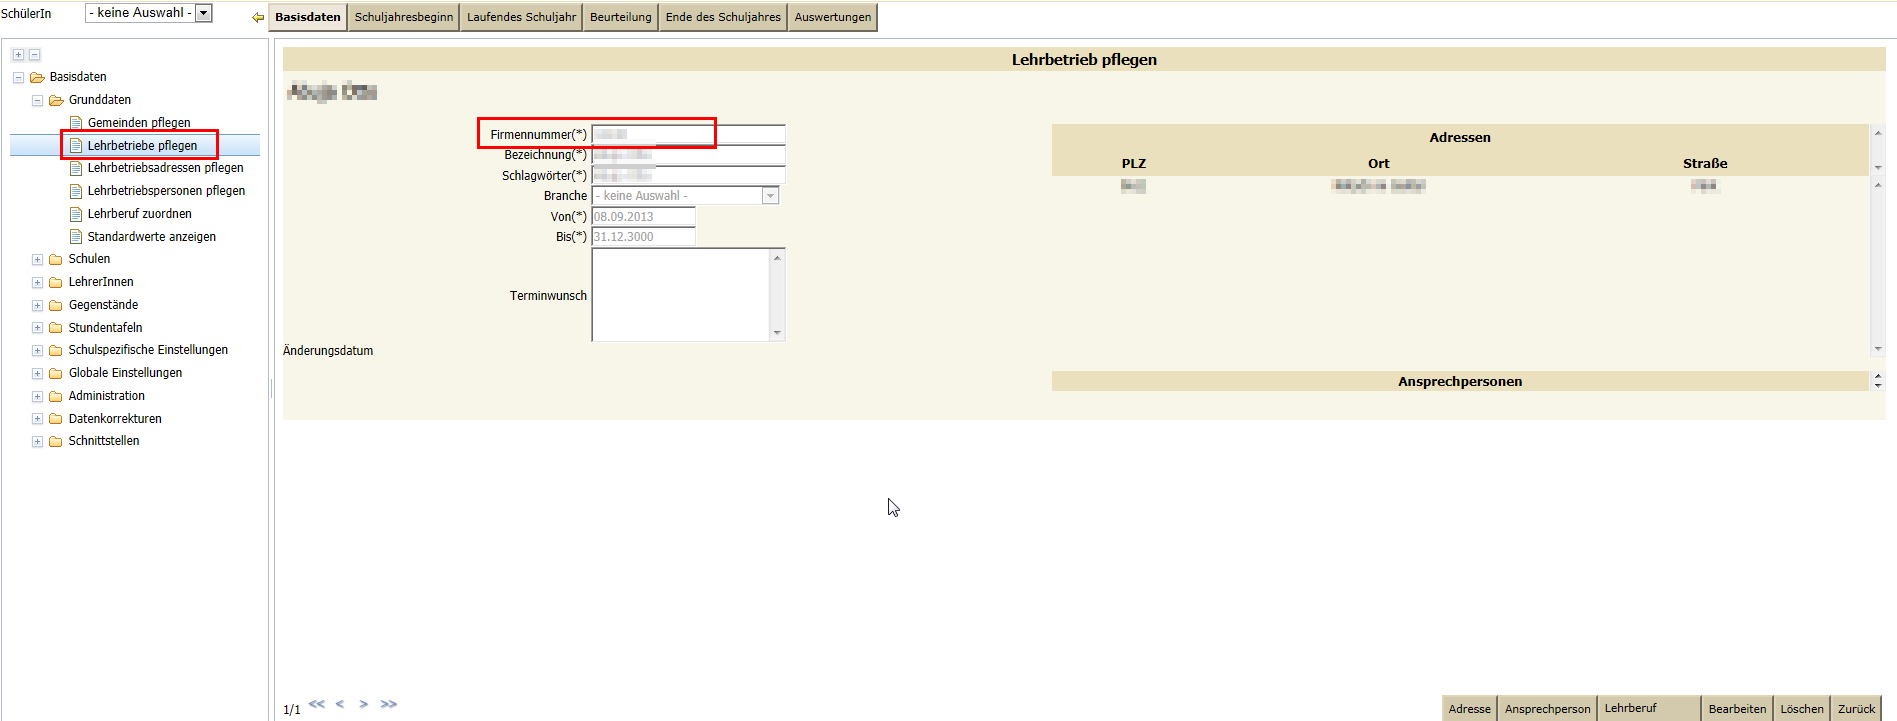 SchülerIn - keine Auswahl -
Basisdaten Schuljahresbeginn Laufendes Schuljahr Beurteilung Ende des Schuljahres Auswertungen
Basisdaten
Grunddaten
Gemeinden pflegen
Lehrbetriebe pflegen
Lehrbetriebsadressen pflegen
Lehrbetriebspersonen pflegen
Lehrberuf zuordnen
Standardwerte anzeigen
Schulen
LehrerInnen
Gegenstände
Stundentafeln
Schulspezifische Einstellungen
Globale Einstellungen
Administration
Datenkorrekturen
Schnittstellen
Lehrbetrieb pflegen
Firmennummer(*)
Bezeichnung(*)
Schlagwörter(*)
Branche - keine Auswahl -
Von(*) 08.09.2013
Bis(*) 31.12.3000
Terminwunsch
Änderungsdatum
Adressen
PLZ Ort Straße
Ansprechpersonen
1/1 << < > >>
Adresse Ansprechperson Lehrberuf Bearbeiten Löschen Zurück